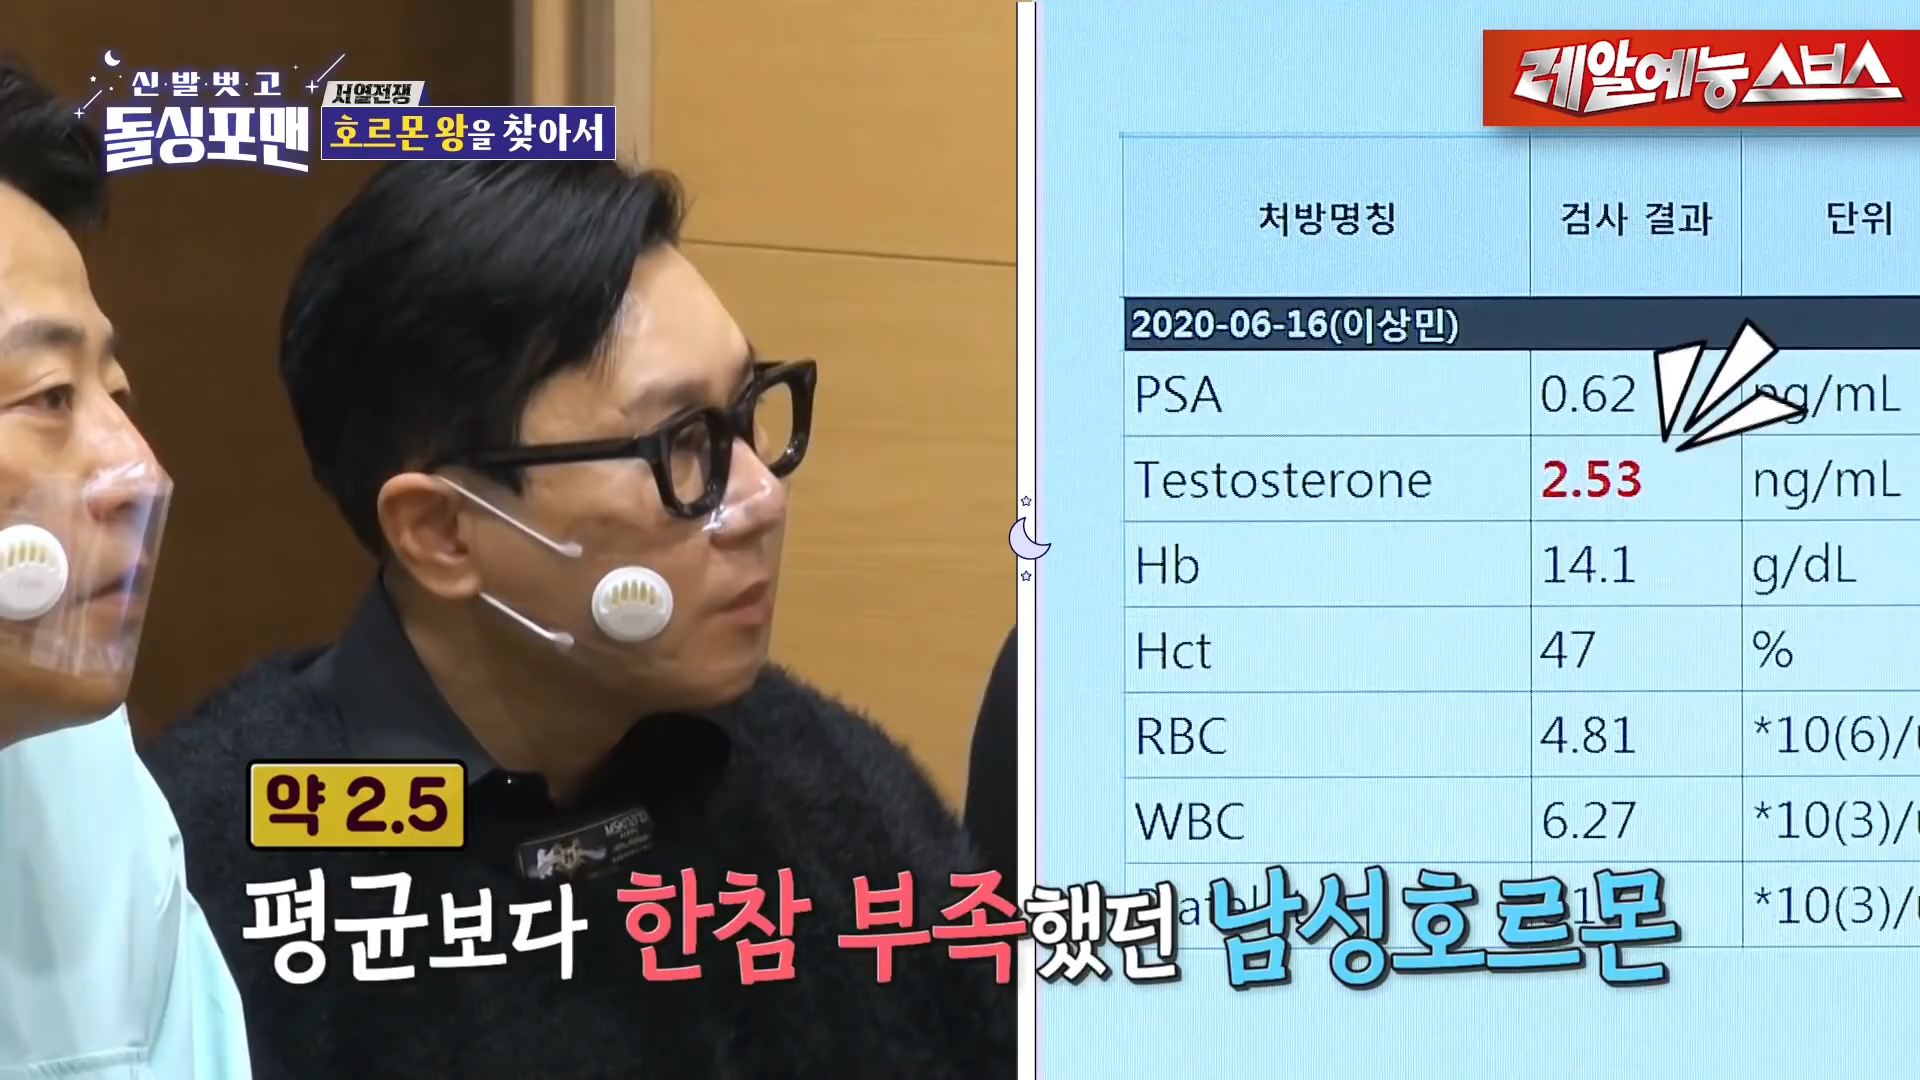 신·발·벗·고
돌싱포맨
서열전쟁
호르몬 왕을 찾아서
레알예능 스브스
처방명칭 검사 결과 단위
2020-06-16(이상민)
PSA 0.62 ng/mL
Testosterone 2.53 ng/mL
Hb 14.1 g/dL
Hct 47 %
RBC 4.81 *10(6)/
WBC 6.27 *10(3)/
*10(3)/
약 2.5
평균보다 한참 부족했던 남성호르몬